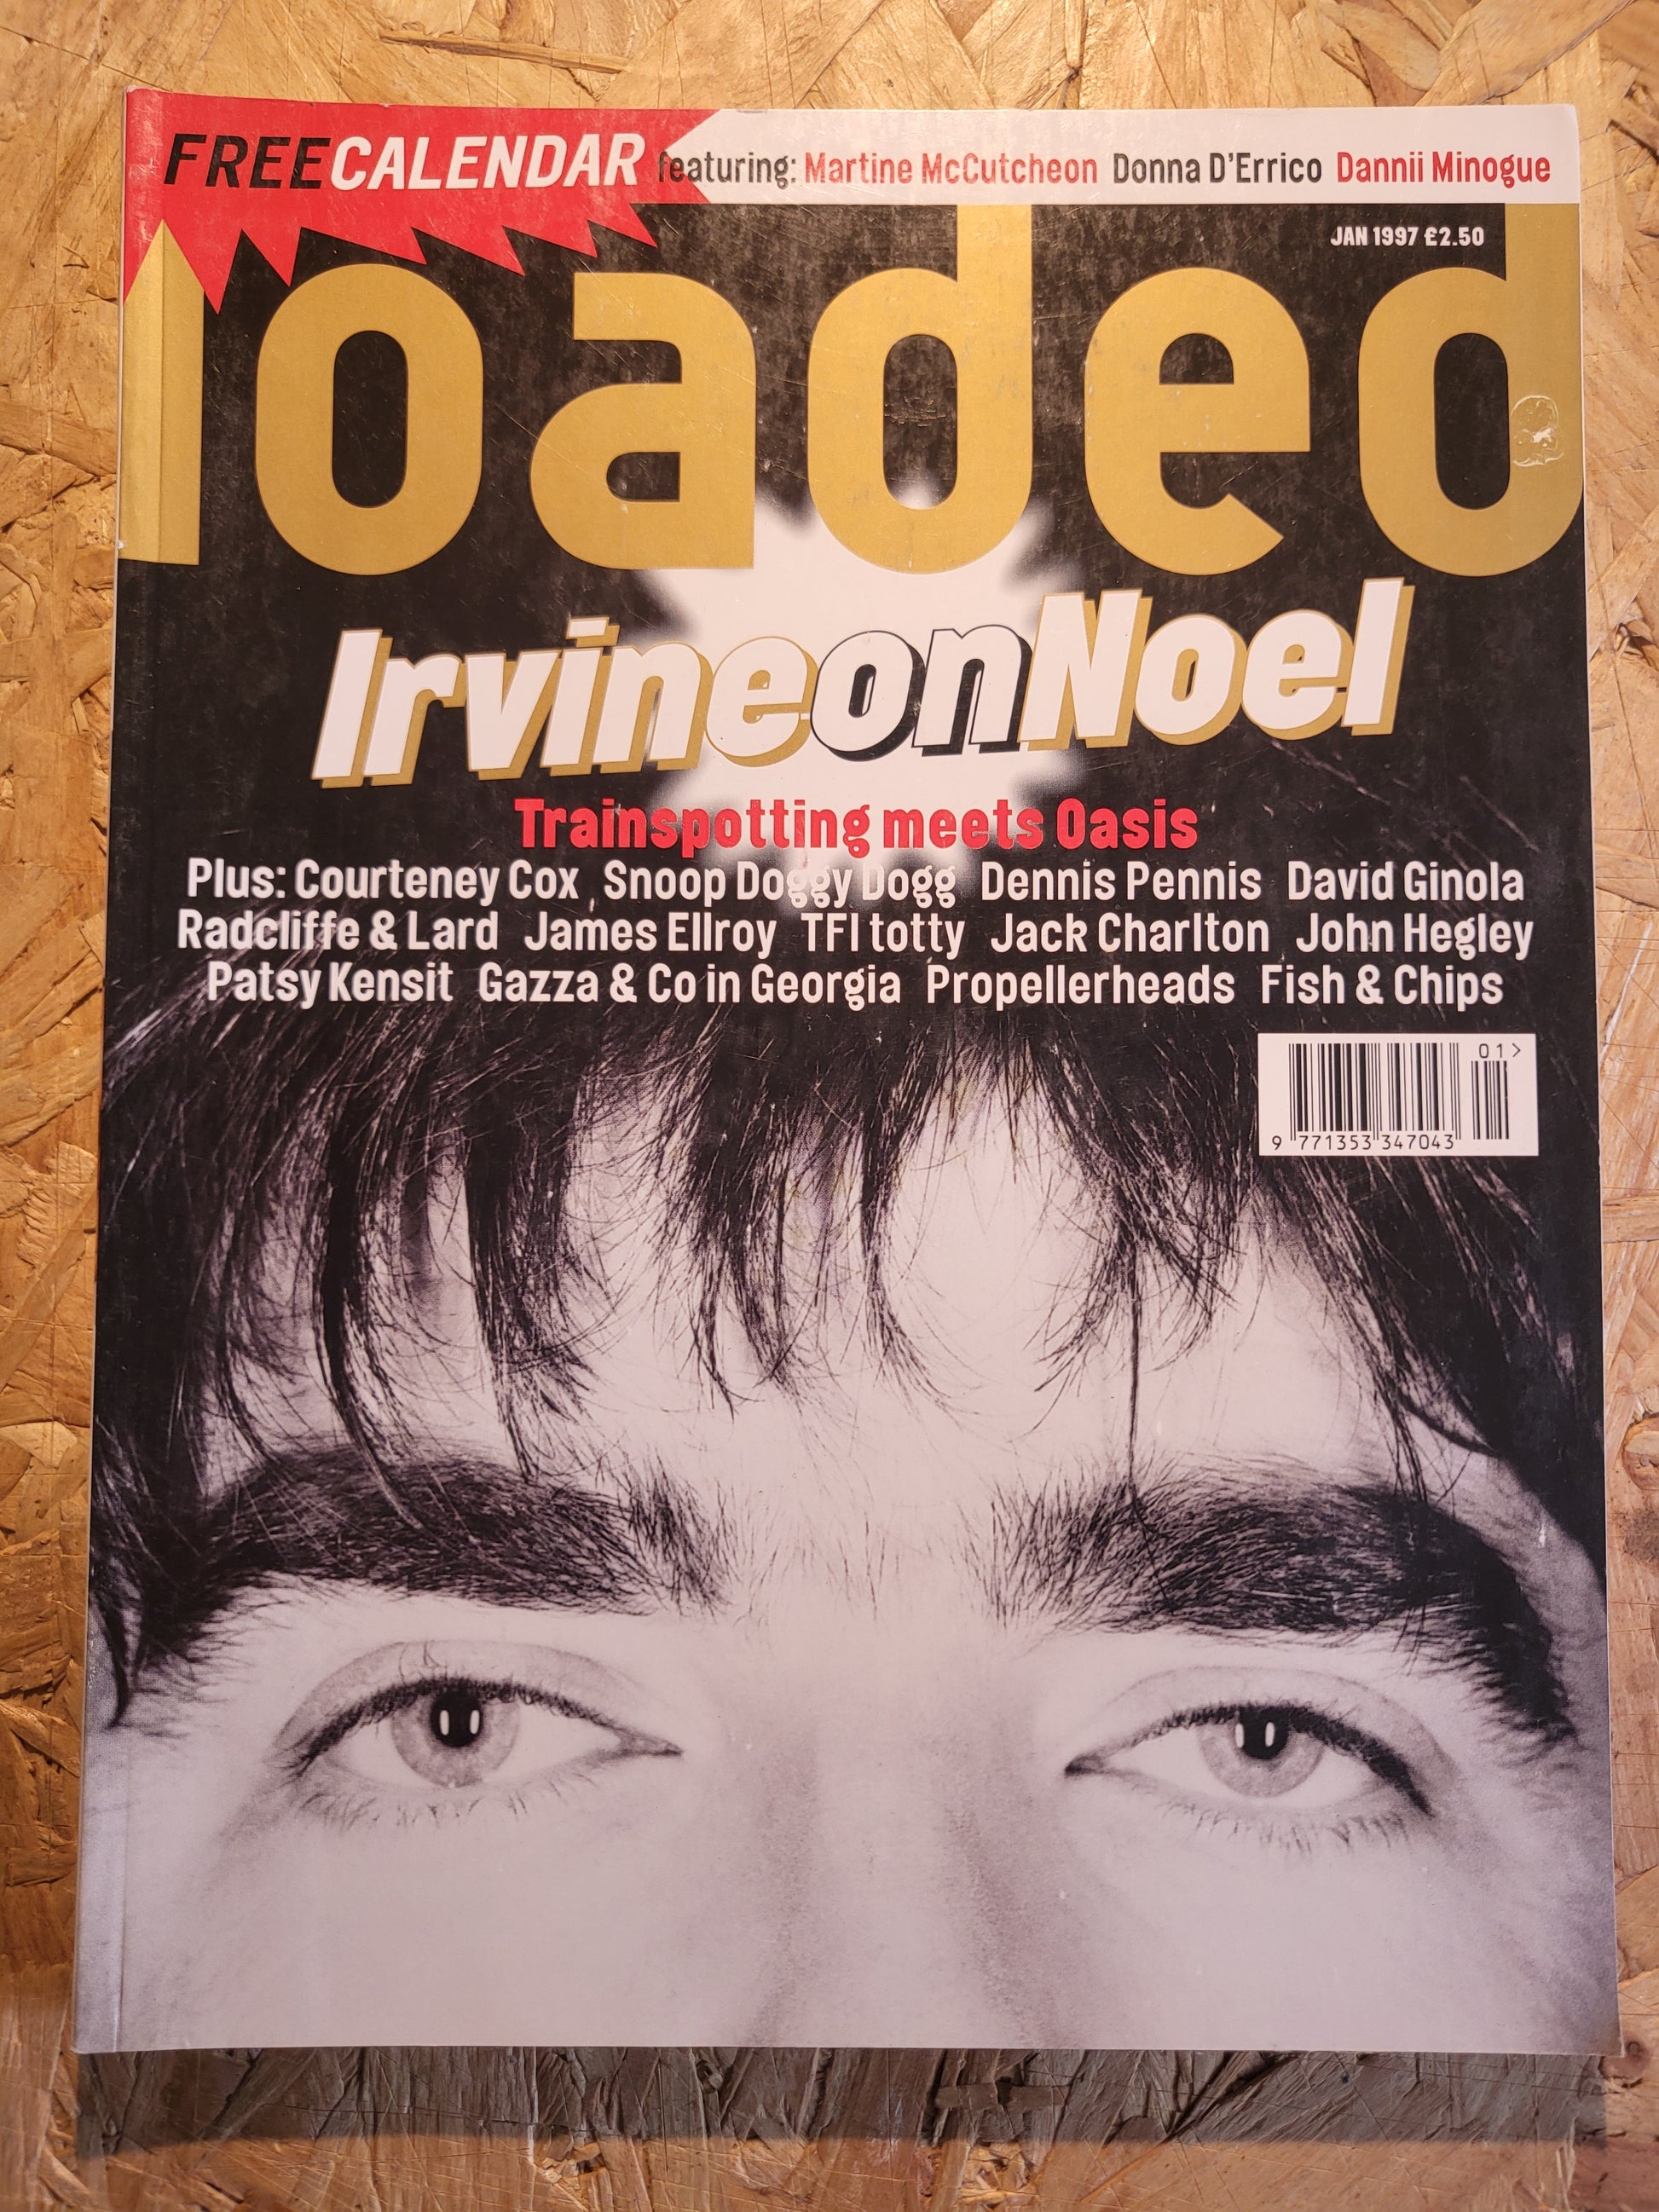 FREECALENDAR featuring: Martine McCutcheon Donna D'Errico Dannii Minogue
JAN 1997 £2.50
loaded
IrvineonNoel
Trainspotting meets Oasis
Plus: Courteney Cox , Snoop Doggy Dogg Dennis Pennis David Ginola
Radcliffe & Lard James Ellroy TFI totty Jack Charlton John Hegley
Patsy Kensit Gazza & Co in Georgia Propellerheads Fish & Chips
01>
9 771353 347043